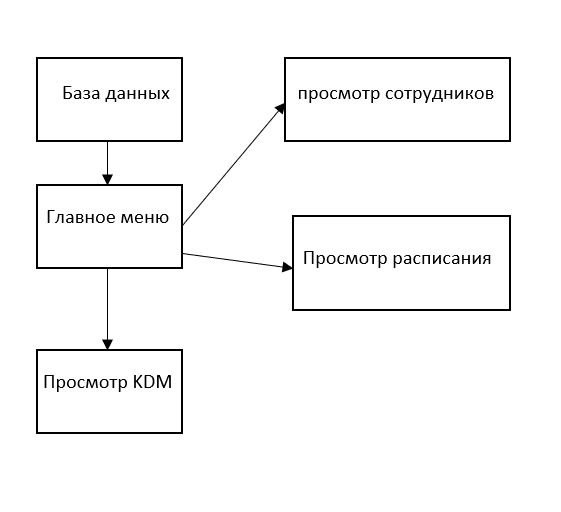 База данных
просмотр сотрудников
Главное меню
Просмотр расписания
Просмотр KDM